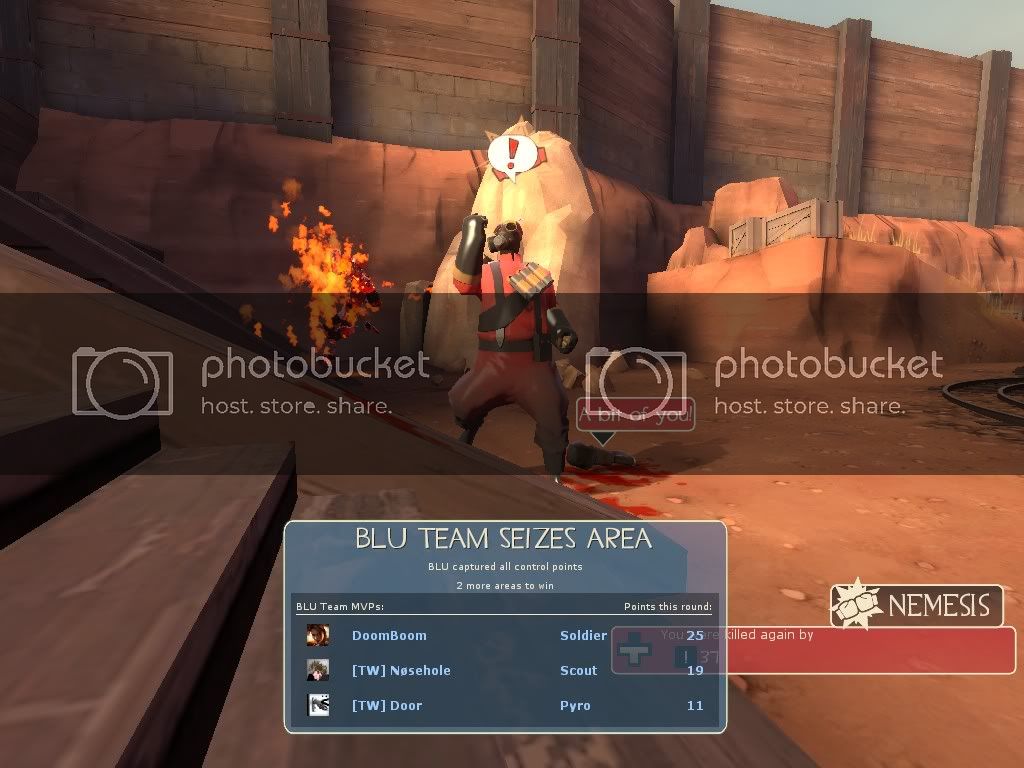 photobucket
host. store. share.
photobucket
host. store. share.
A bit of you!
BLU TEAM SEIZES AREA
BLU captured all control points
2 more areas to win
BLU Team MVPs: Points this round:
DoomBoom Soldier 25
[TW] Nøsehole Scout 19
[TW] Door Pyro 11
NEMESIS
You were killed again by
37